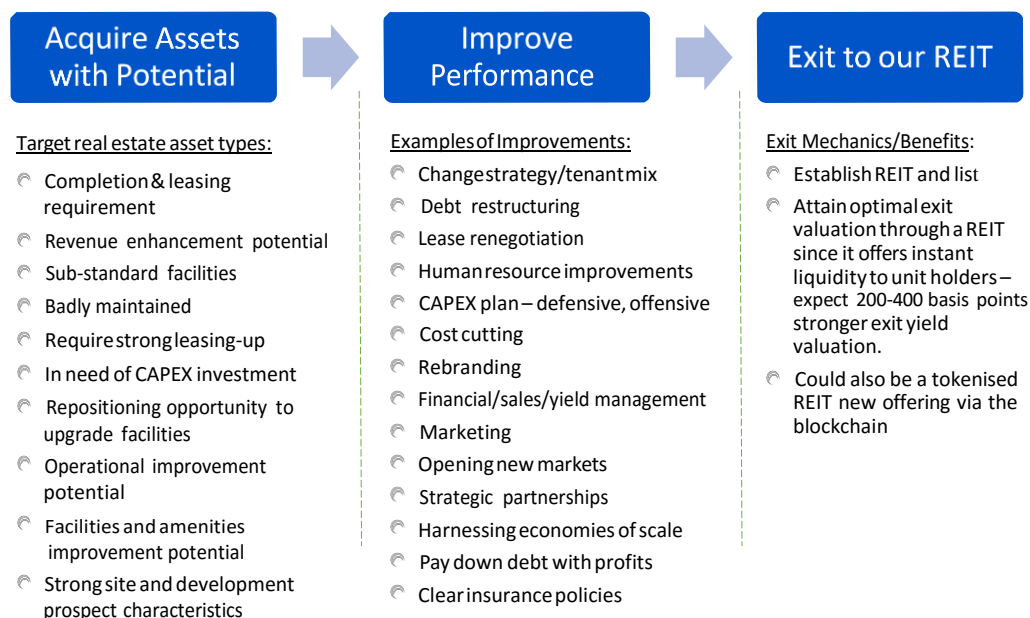 Acquire Assets
with Potential
Improve
Performance
Exit to our REIT
Target real estate asset types:
Completion & leasing
requirement
Revenue enhancement potential
Sub-standard facilities
Badly maintained
Require strong leasing-up
In need of CAPEX investment
Repositioning opportunity to
upgrade facilities
Operational improvement
potential
Facilities and amenities
improvement potential
Strong site and development
prospect characteristics
Examples of Improvements:
Change strategy/tenant mix
Debt restructuring
Lease renegotiation
Human resource improvements
CAPEX plan – defensive, offensive
Cost cutting
Rebranding
Financial/sales/yield management
Marketing
Opening new markets
Strategic partnerships
Harnessing economies of scale
Pay down debt with profits
Clear insurance policies
Exit Mechanics/Benefits:
Establish REIT and list
Attain optimal exit
valuation through a REIT
since it offers instant
liquidity to unit holders –
expect 200-400 basis points
stronger exit yield
valuation.
Could also be a tokenised
REIT new offering via the
blockchain